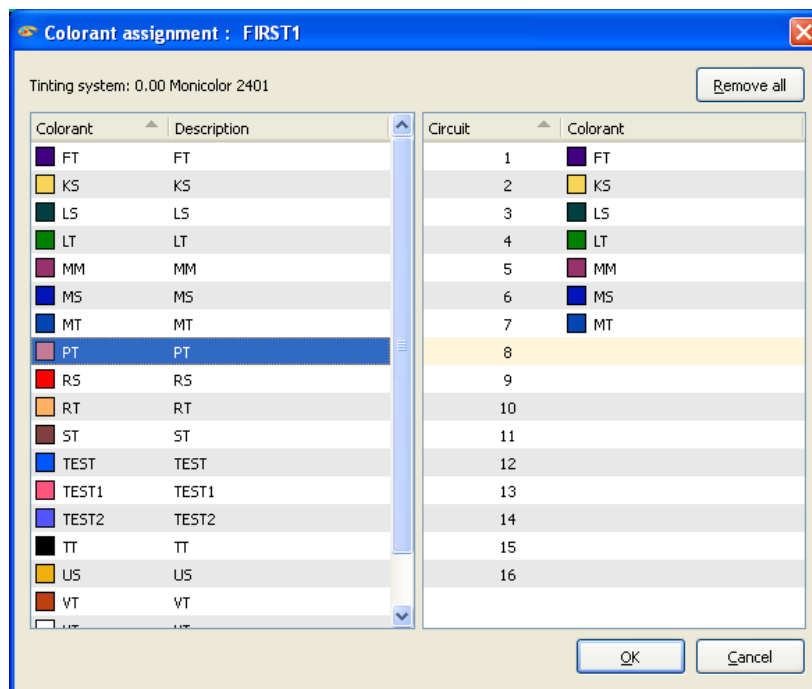 Colorant assignment : FIRST1
Tinting system: 0.00 Monicolor 2401
Remove all
Colorant Description
FT FT
KS KS
LS LS
LT LT
MM MM
MS MS
MT MT
PT PT
RS RS
RT RT
ST ST
TEST TEST
TEST1 TEST1
TEST2 TEST2
TT TT
US US
VT VT
Circuit Colorant
1 FT
2 KS
3 LS
4 LT
5 MM
6 MS
7 MT
8
9
10
11
12
13
14
15
16
OK Cancel